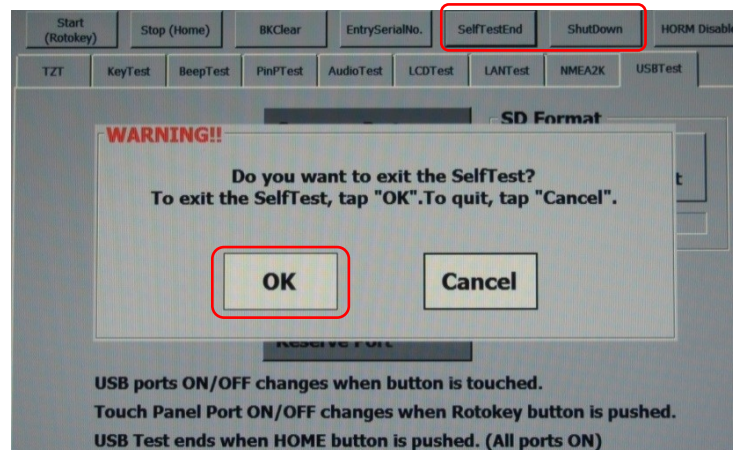 Start
(Rotokey)
Stop (Home)
BKClear
EntrySerialNo.
SelfTestEnd
ShutDown
HORM Disable
TZT
KeyTest
BeepTest
PinPTest
AudioTest
LCDTest
LANTest
NMEA2K
USBTest
SD Format
WARNING!!
Do you want to exit the SelfTest?
To exit the SelfTest, tap "OK".To quit, tap "Cancel".
OK
Cancel
Reserve Port
USB ports ON/OFF changes when button is touched.
Touch Panel Port ON/OFF changes when Rotokey button is pushed.
USB Test ends when HOME button is pushed. (All ports ON)